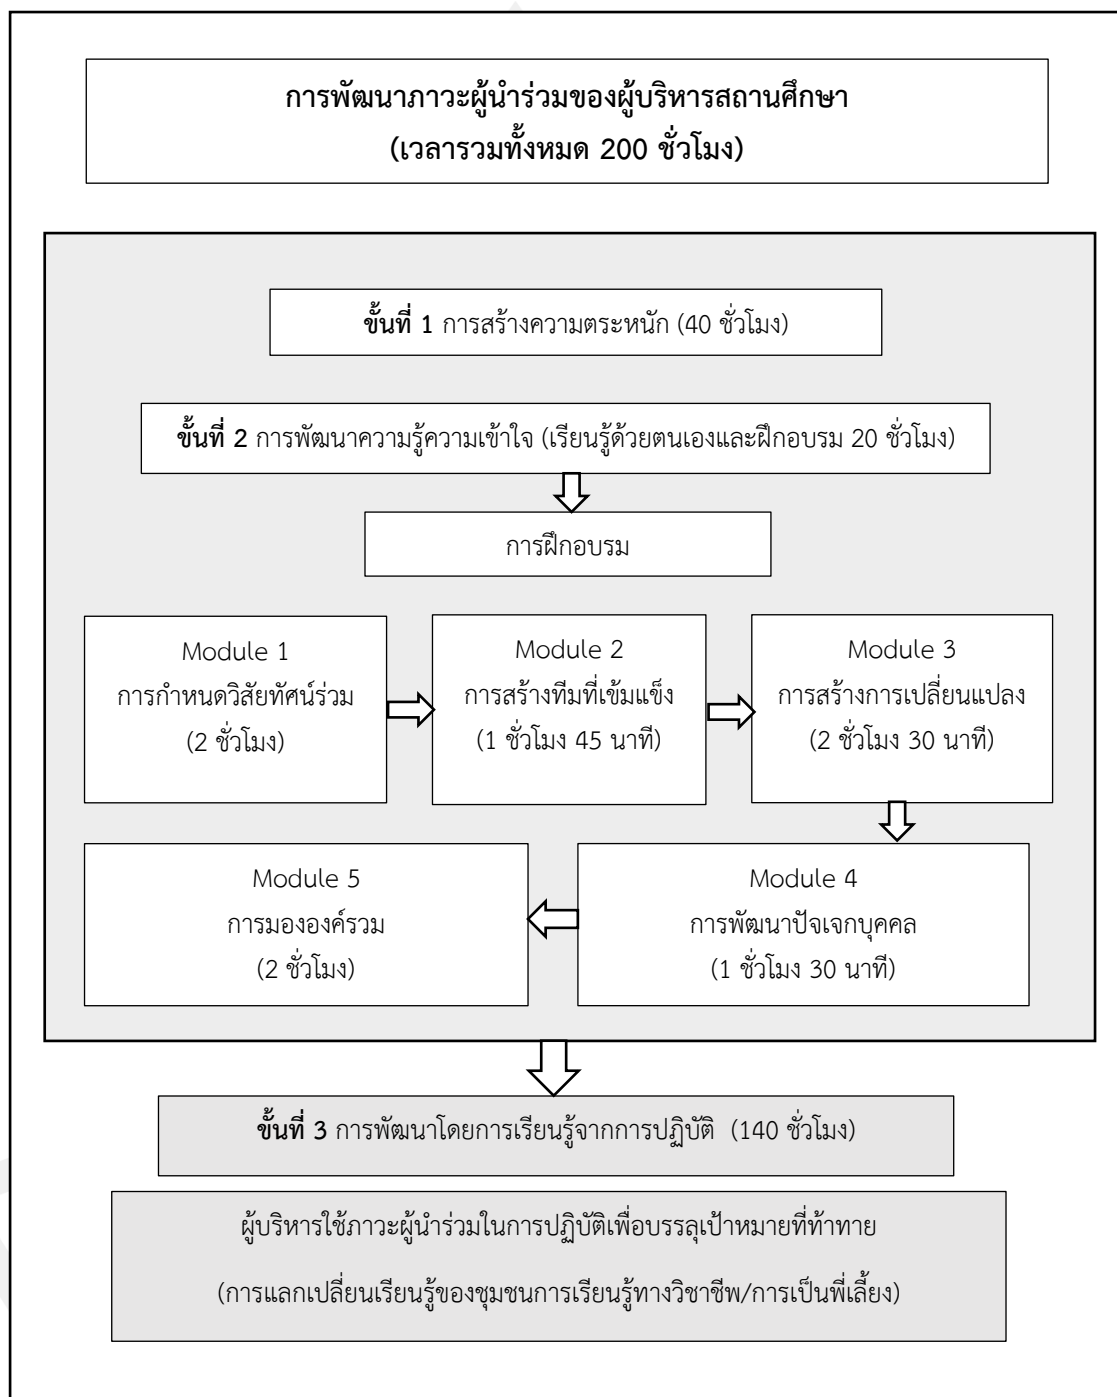 การพัฒนาภาวะผู้นำร่วมของผู้บริหารสถานศึกษา
(เวลารวมทั้งหมด 200 ชั่วโมง)
ขั้นที่ 1 การสร้างความตระหนัก (40 ชั่วโมง)
ขั้นที่ 2 การพัฒนาความรู้ความเข้าใจ (เรียนรู้ด้วยตนเองและฝึกอบรม 20 ชั่วโมง)
การฝึกอบรม
Module 1
การกำหนดวิสัยทัศน์ร่วม
(2 ชั่วโมง)
Module 2
การสร้างทีมที่เข้มแข็ง
(1 ชั่วโมง 45 นาที)
Module 3
การสร้างการเปลี่ยนแปลง
(2 ชั่วโมง 30 นาที)
Module 4
การพัฒนาปัจเจกบุคคล
(1 ชั่วโมง 30 นาที)
Module 5
การมององค์รวม
(2 ชั่วโมง)
ขั้นที่ 3 การพัฒนาโดยการเรียนรู้จากการปฏิบัติ (140 ชั่วโมง)
ผู้บริหารใช้ภาวะผู้นำร่วมในการปฏิบัติเพื่อบรรลุเป้าหมายที่ท้าทาย
(การแลกเปลี่ยนเรียนรู้ของชุมชนการเรียนรู้ทางวิชาชีพ/การเป็นพี่เลี้ยง)